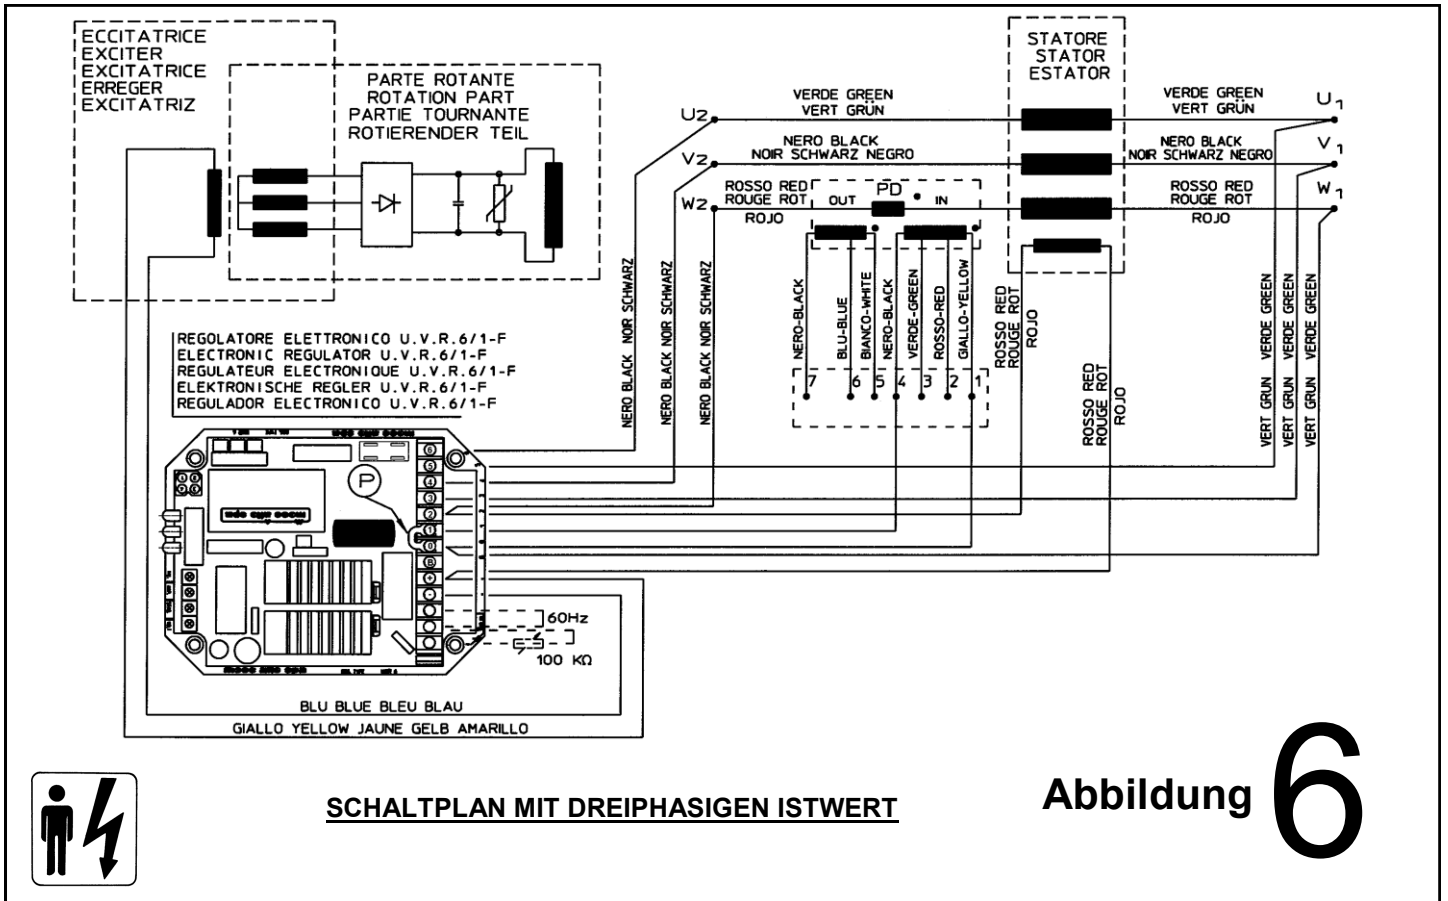 ECCITATRICE
EXCITER
EXCITATRICE
ERREGER
EXCITATRIZ
PARTE ROTANTE
ROTATION PART
PARTIE TOURNANTE
ROTIERENDER TEIL
STATORE
STATOR
ESTATOR
U2
VERDE GREEN
VERT GRÜN
VERDE GREEN
VERT GRÜN
U1
V2
NERO BLACK
NOIR SCHWARZ NEGRO
NERO BLACK
NOIR SCHWARZ NEGRO
V1
W2
ROSSO RED
ROUGE ROT
ROJO
OUT
PD
IN
ROSSO RED
ROUGE ROT
ROJO
W1
NERO BLACK NOIR SCHWARZ
NERO BLACK NOIR SCHWARZ
NERO BLACK NOIR SCHWARZ
NERO-BLACK
BLU-BLUE
BIANCO-WHITE
NERO-BLACK
VERDE-GREEN
ROSSO-RED
GIALLO-YELLOW
7 6 5 4 3 2 1
ROSSO RED
ROUGE ROT
ROJO
ROSSO RED
ROUGE ROT
ROJO
VERT GRUN VERDE GREEN
VERT GRUN VERDE GREEN
VERT GRUN VERDE GREEN
REGOLATORE ELETTRONICO U.V.R.6/1-F
ELECTRONIC REGULATOR U.V.R.6/1-F
REGULATEUR ELECTRONIQUE U.V.R.6/1-F
ELEKTRONISCHE REGLER U.V.R.6/1-F
REGULADOR ELECTRONICO U.V.R.6/1-F
P
6
5
4
3
2
1
0
B
+
-
60Hz
100 KΩ
BLU BLUE BLEU BLAU
GIALLO YELLOW JAUNE GELB AMARILLO
SCHALTPLAN MIT DREIPHASIGEN ISTWERT
Abbildung 6